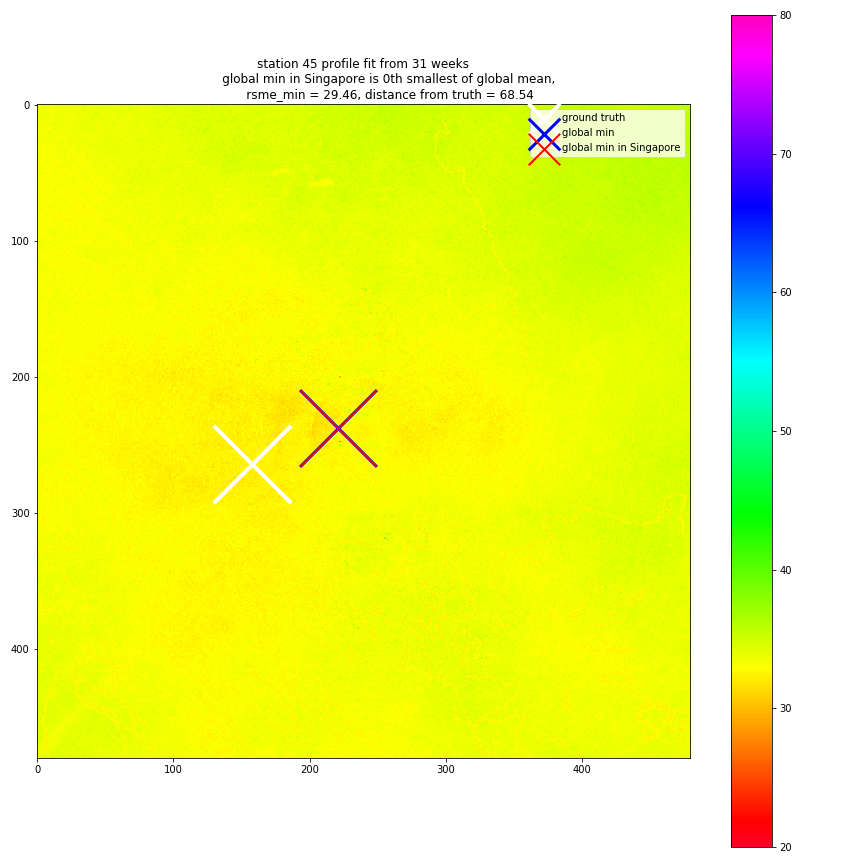 station 45 profile fit from 31 weeks
global min in Singapore is 0th smallest of global mean,
rsme_min = 29.46, distance from truth = 68.54
ground truth
global min
global min in Singapore
0
100
200
300
400
0 100 200 300 400
80
70
60
50
40
30
20